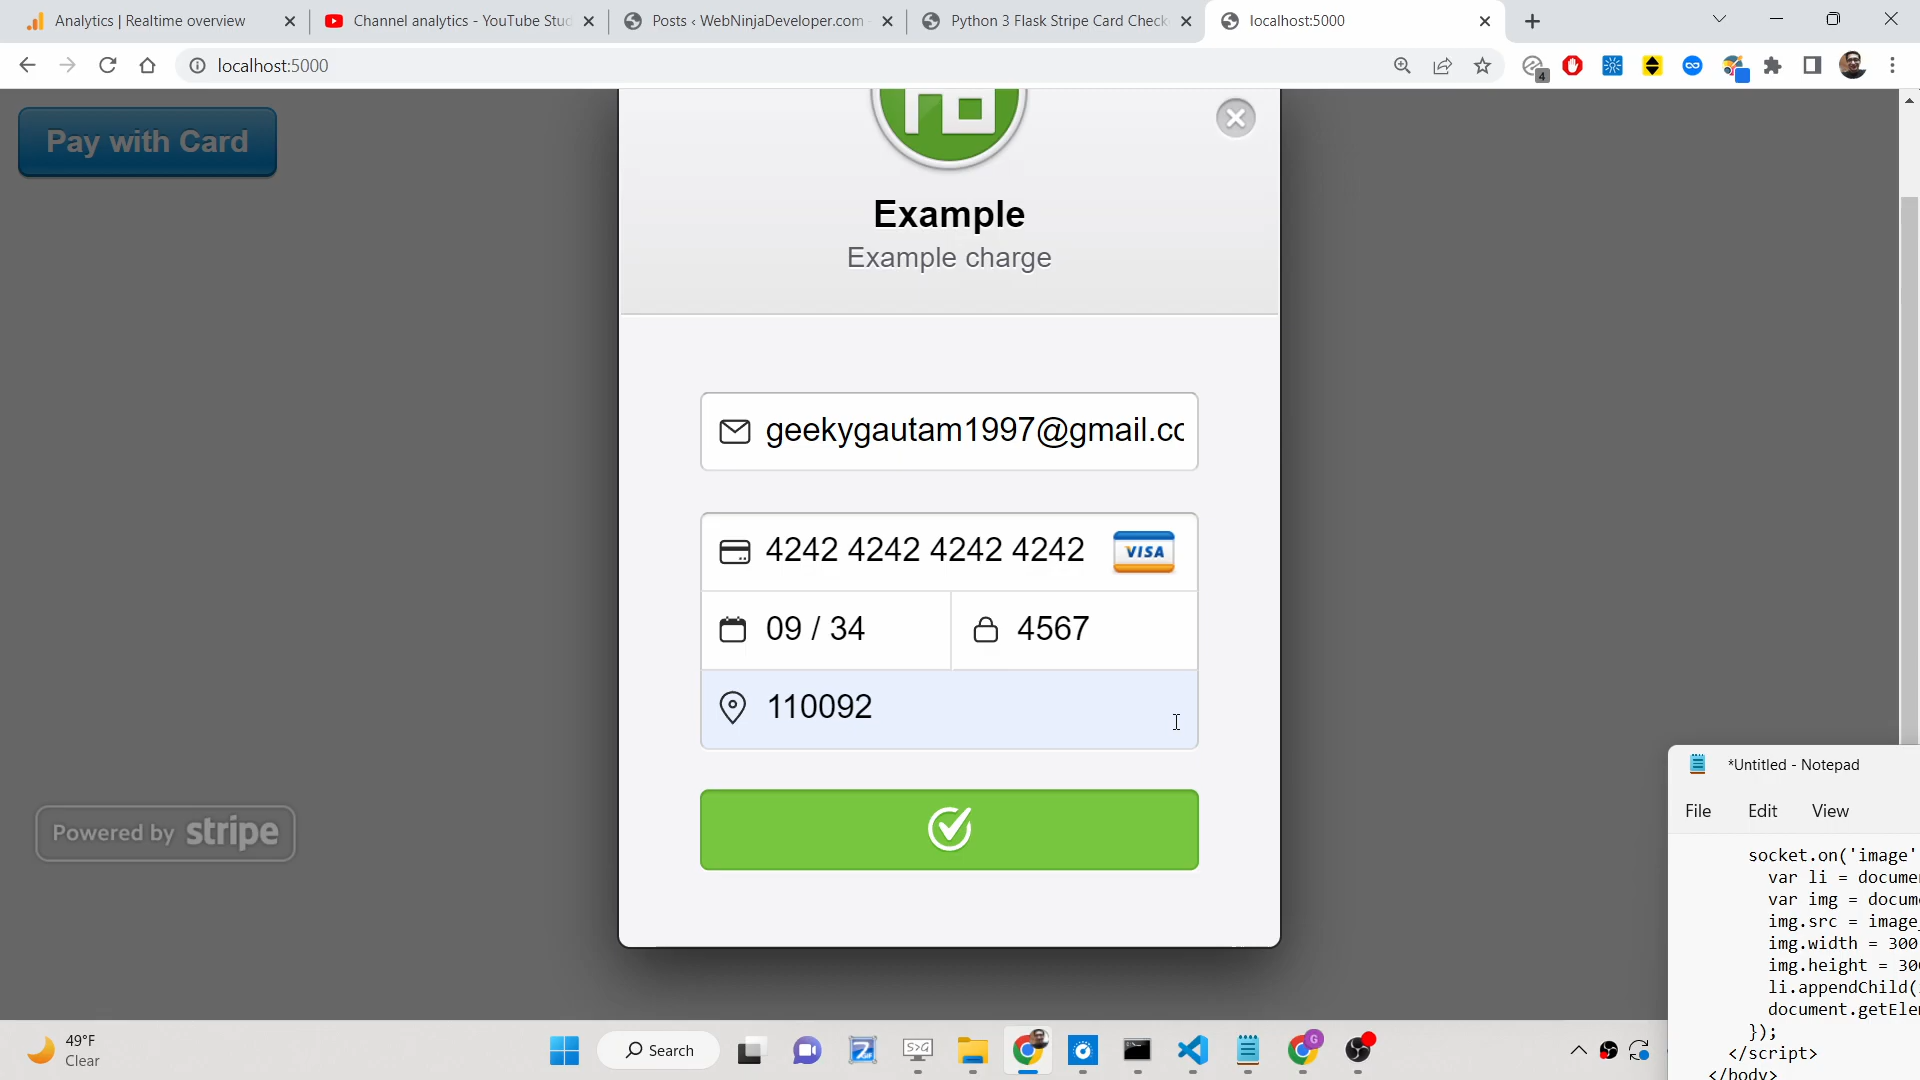 Analytics | Realtime overview
Channel analytics - YouTube Stu
Posts ‹ WebNinjaDeveloper.com
Python 3 Flask Stripe Card Check
localhost:5000
localhost:5000
4
Pay with Card
Example
Example charge
geekygautam1997@gmail.cc
4242 4242 4242 4242
VISA
09 / 34
4567
110092
Powered by stripe
*Untitled - Notepad
File Edit View
socket.on('image'
var li = docume
var img = docum
img.src = image_
img.width = 300
img.height = 30
li.appendChild(
document.getEle
});
</script>
</body>
49°F
Clear
Search
S>G
G